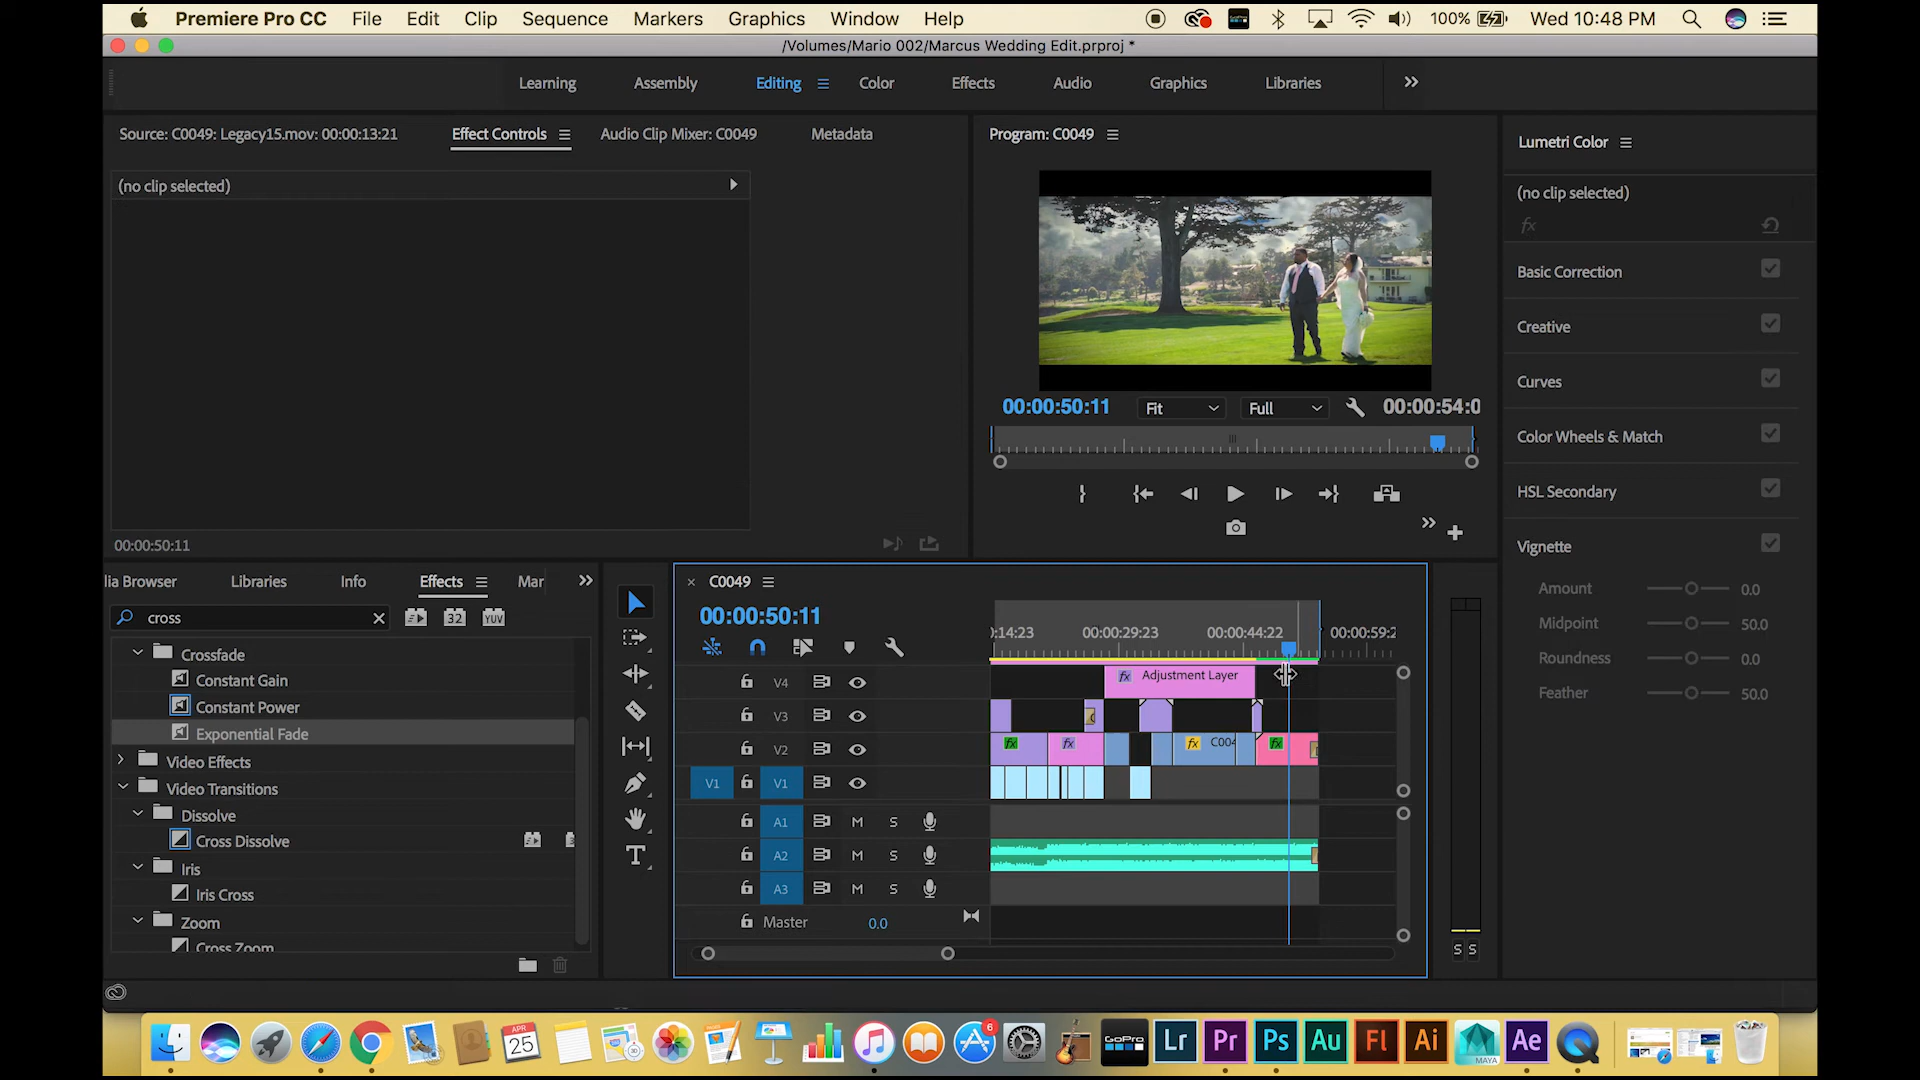 Premiere Pro CC File Edit Clip Sequence Markers Graphics Window Help 100% Wed 10:48 PM
/Volumes/Mario 002/Marcus Wedding Edit.prproj *
Learning Assembly Editing Color Effects Audio Graphics Libraries
Source: C0049: Legacy15.mov: 00:00:13:21 Effect Controls Audio Clip Mixer: C0049 Metadata
Program: C0049
Lumetri Color
(no clip selected)
(no clip selected)
fx
Basic Correction
Creative
Curves
Color Wheels & Match
HSL Secondary
Vignette
Amount 0.0
Midpoint 50.0
Roundness 0.0
Feather 50.0
00:00:50:11 Fit Full 00:00:54:0
00:00:50:11
lia Browser Libraries Info Effects Mar
cross 32 YUV
Crossfade
Constant Gain
Constant Power
Exponential Fade
Video Effects
Video Transitions
Dissolve
Cross Dissolve
Iris
Iris Cross
Zoom
Cross Zoom
C0049
00:00:50:11
:14:23 00:00:29:23 00:00:44:22 00:00:59:2
V4 fx Adjustment Layer
V3
V2 fx fx fx C004 fx
V1 V1
A1 M S
A2 M S
A3 M S
Master 0.0
S S
APR
25
30
6
GoPro Lr Pr Ps Au Fl Ai MAYA Ae